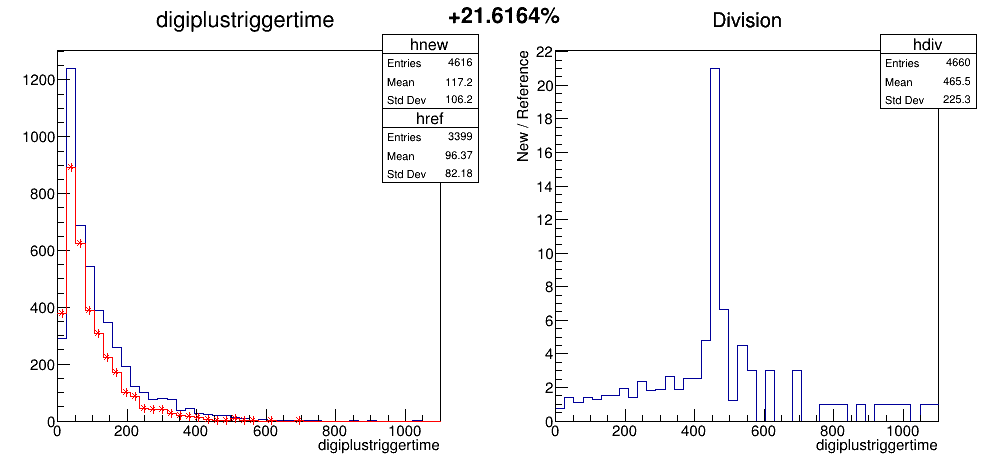 +21.6164%
digiplustriggertime
hnew
Entries 4616
Mean 117.2
Std Dev 106.2
href
Entries 3399
Mean 96.37
Std Dev 82.18
1200
1000
800
600
400
200
0
0 200 400 600 800 1000
digiplustriggertime
Division
hdiv
Entries 4660
Mean 465.5
Std Dev 225.3
New / Reference
22
20
18
16
14
12
10
8
6
4
2
0
0 200 400 600 800 1000
digiplustriggertime